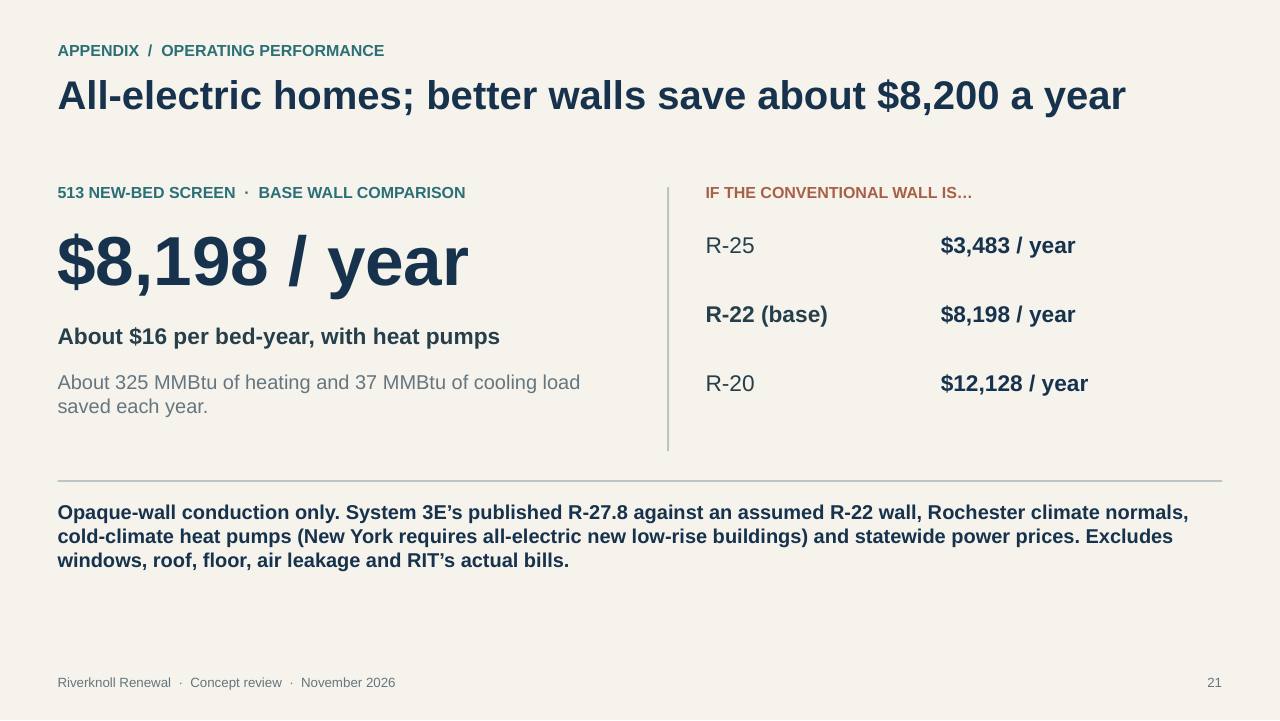 APPENDIX / OPERATING PERFORMANCE
All-electric homes; better walls save about $8,200 a year
513 NEW-BED SCREEN · BASE WALL COMPARISON
$8,198 / year
About $16 per bed-year, with heat pumps
About 325 MMBtu of heating and 37 MMBtu of cooling load
saved each year.
IF THE CONVENTIONAL WALL IS…
R-25 $3,483 / year
R-22 (base) $8,198 / year
R-20 $12,128 / year
Opaque-wall conduction only. System 3E’s published R-27.8 against an assumed R-22 wall, Rochester climate normals,
cold-climate heat pumps (New York requires all-electric new low-rise buildings) and statewide power prices. Excludes
windows, roof, floor, air leakage and RIT’s actual bills.
Riverknoll Renewal · Concept review · November 2026
21